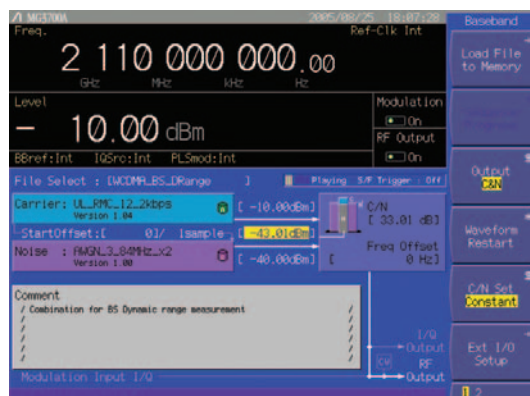 MG3700A
2005/08/25 18:07:28
Freq.
Ref-Clk Int
2 110 000 000.00
GHz MHz kHz Hz
Level
- 10.00 dBm
Modulation
On
RF Output
On
BBref:Int IQSrc:Int PLSmod:Int
File Select : [WCDMA_BS_DRange ]
Playing S/F Trigger : Off
Carrier: UL_RMC_12_2kbps
Version 1.04
[ -10.00dBm]
C/N
[ 33.01 dB]
StartOffset:[ 0]/ 1sample
[ -43.01dBm]
Noise : AWGN_3_84MHz_x2
Version 1.00
[ -40.00dBm]
Freq Offset
[ 0 Hz]
Comment
/ Combination for BS Dynamic range measurement /
/ /
/ /
/ /
/ /
I/Q
Output
CW
RF
Output
Modulation Input I/Q
Baseband
Load File
to Memory
Output
C&N
Waveform
Restart
C/N Set
Constant
Ext I/O
Setup
1 2